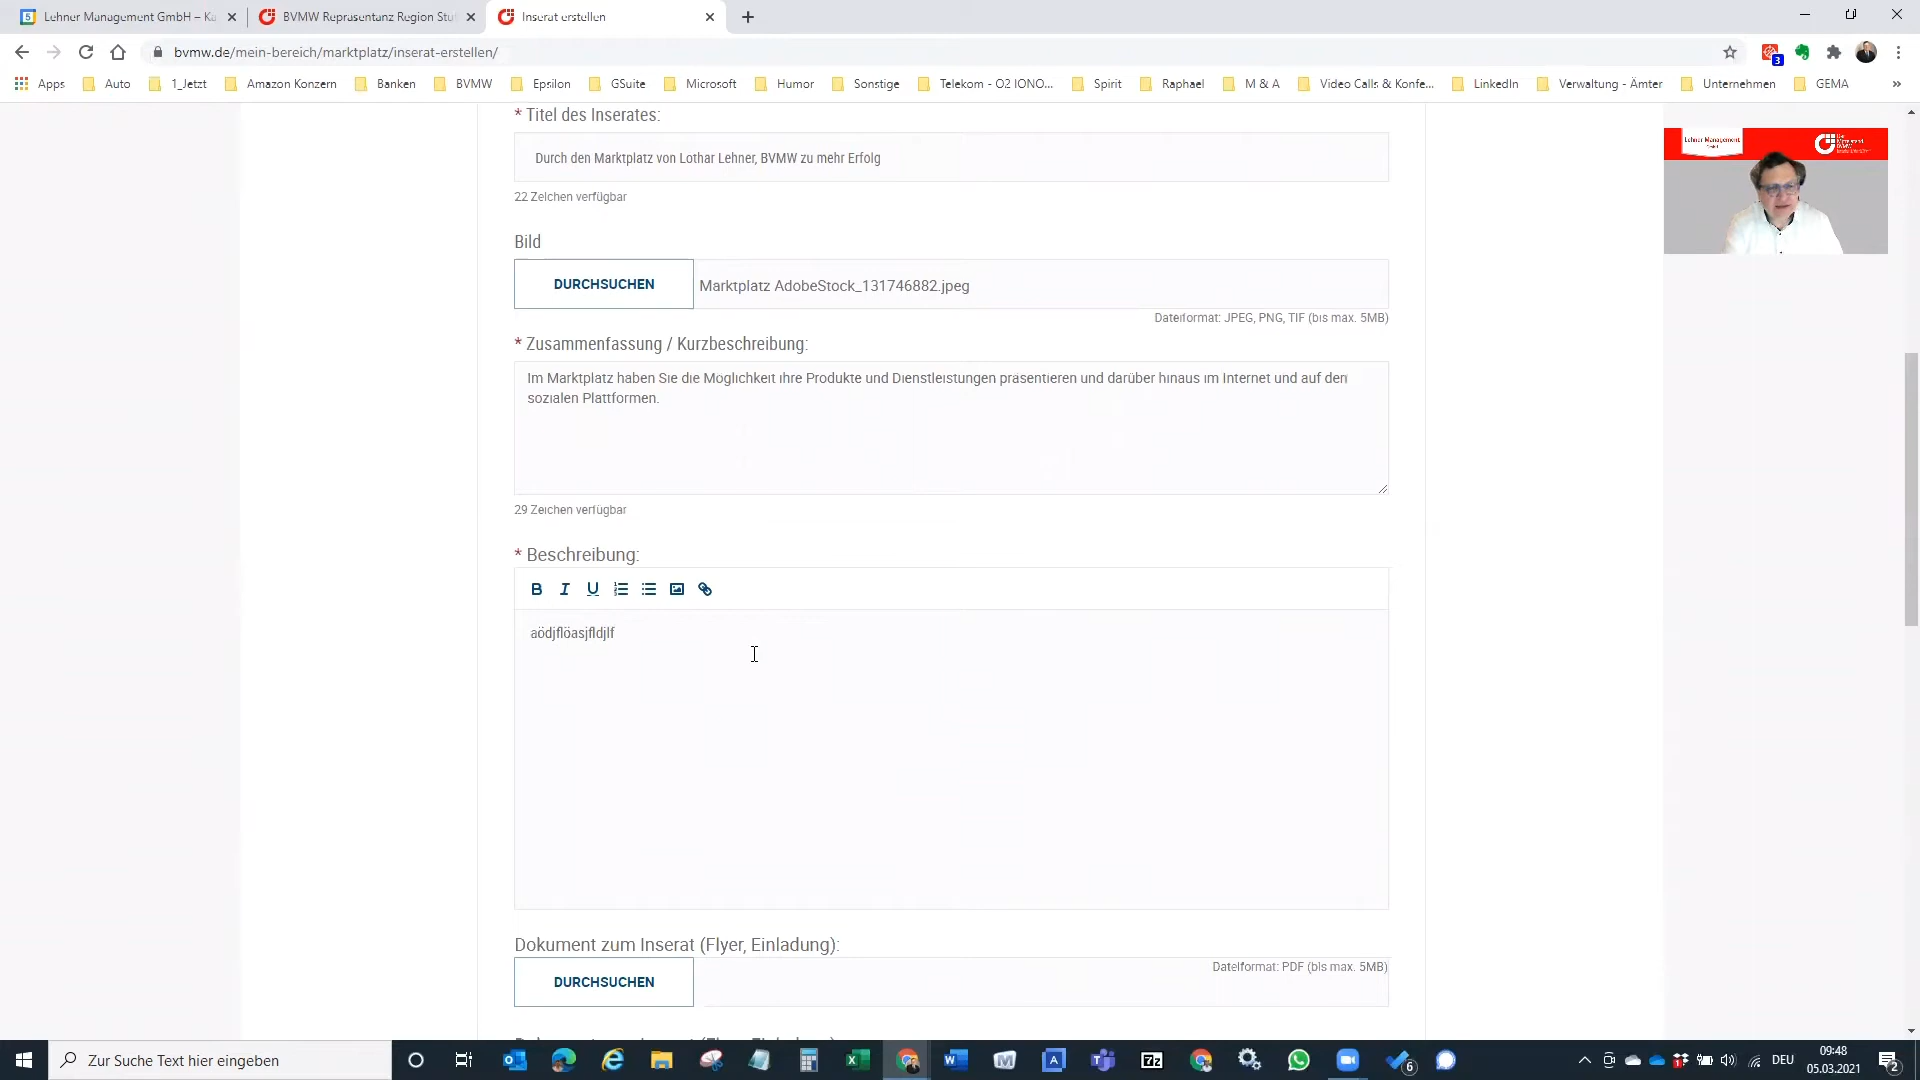 Lehner Management GmbH – Ka
BVMW Repräsentanz Region Stu
Inserat erstellen
bvmw.de/mein-bereich/marktplatz/inserat-erstellen/
3
Apps
Auto
1_Jetzt
Amazon Konzern
Banken
BVMW
Epsilon
GSuite
Microsoft
Humor
Sonstige
Telekom - O2 IONO...
Spirit
Raphael
M & A
Video Calls & Konfe...
LinkedIn
Verwaltung - Ämter
Unternehmen
GEMA
»
* Titel des Inserates:
Durch den Marktplatz von Lothar Lehner, BVMW zu mehr Erfolg
22 Zeichen verfügbar
Bild
DURCHSUCHEN
Marktplatz AdobeStock_131746882.jpeg
Dateiformat: JPEG, PNG, TIF (bis max. 5MB)
* Zusammenfassung / Kurzbeschreibung:
Im Marktplatz haben Sie die Möglichkeit ihre Produkte und Dienstleistungen präsentieren und darüber hinaus im Internet und auf den
sozialen Plattformen.
29 Zeichen verfügbar
* Beschreibung:
B I U
aödjflöasjfldjlf
Dokument zum Inserat (Flyer, Einladung):
DURCHSUCHEN
Dateiformat: PDF (bis max. 5MB)
Lehner Management
BVMW
Zur Suche Text hier eingeben
DEU
09:48
05.03.2021
6
2